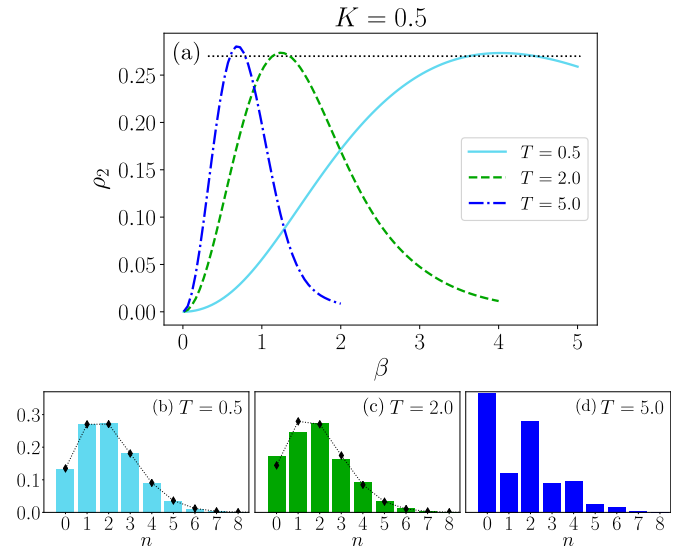 K = 0.5
(a)
0.25
0.20
0.15
0.10
0.05
0.00
ρ₂
T = 0.5
T = 2.0
T = 5.0
0 1 2 3 4 5
β
0.3
0.2
0.1
0.0
(b) T = 0.5
(c) T = 2.0
(d) T = 5.0
0 1 2 3 4 5 6 7 8
0 1 2 3 4 5 6 7 8
0 1 2 3 4 5 6 7 8
n
n
n